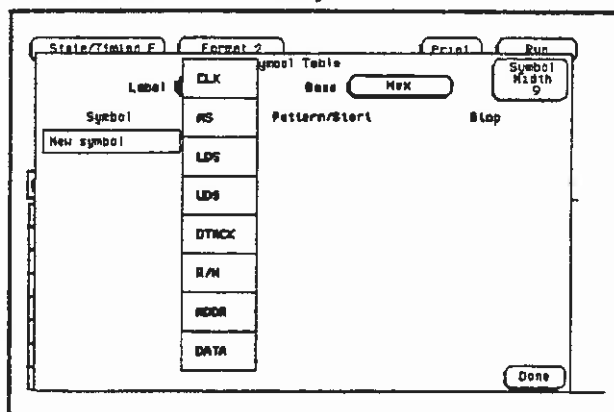 State/Timing E Format 2 Print Run
Symbol Table
Label CLK Base Hex Symbol Width 9
Symbol AS Pattern/Start Stop
New symbol
LDS
UDS
DTACK
R/W
ADDR
DATA
Done